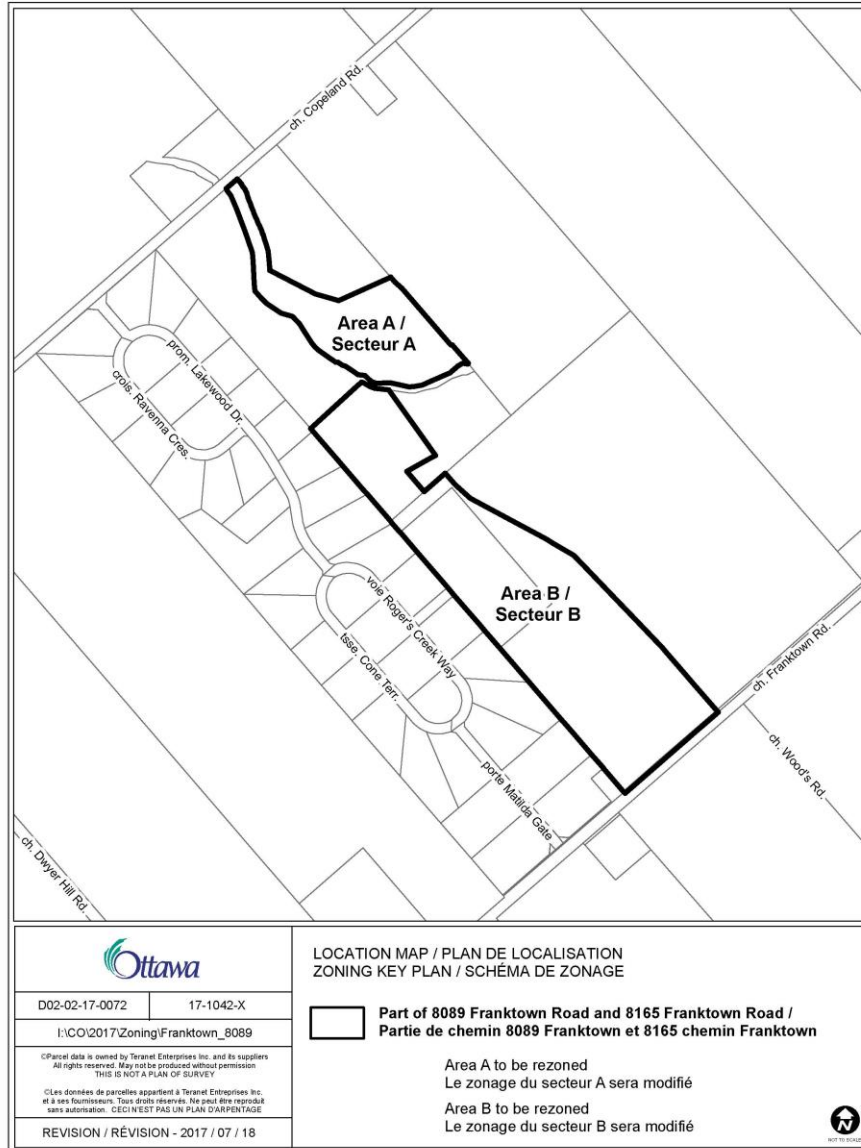 ch. Copeland Rd.
Area A /
Secteur A
prom. Lakewood Dr.
crois. Ravenna Cres.
Area B /
Secteur B
voie Roger's Creek Way
tsse. Cone Terr.
ch. Franktown Rd.
ch. Wood's Rd.
porte Matilda Gate
ch. Dwyer Hill Rd.
Ottawa
D02-02-17-0072
17-1042-X
I:\CO\2017\Zoning\Franktown_8089
©Parcel data is owned by Teranet Enterprises Inc. and its suppliers
All rights reserved. May not be produced without permission
THIS IS NOT A PLAN OF SURVEY
©Les données de parcelles appartient à Teranet Entreprises Inc.
et à ses fournisseurs. Tous droits réservés. Ne peut être reproduit
sans autorisation. CECI N'EST PAS UN PLAN D'ARPENTAGE
REVISION / RÉVISION - 2017 / 07 / 18
LOCATION MAP / PLAN DE LOCALISATION
ZONING KEY PLAN / SCHÉMA DE ZONAGE
Part of 8089 Franktown Road and 8165 Franktown Road /
Partie de chemin 8089 Franktown et 8165 chemin Franktown
Area A to be rezoned
Le zonage du secteur A sera modifié
Area B to be rezoned
Le zonage du secteur B sera modifié
N
NOT TO SCALE